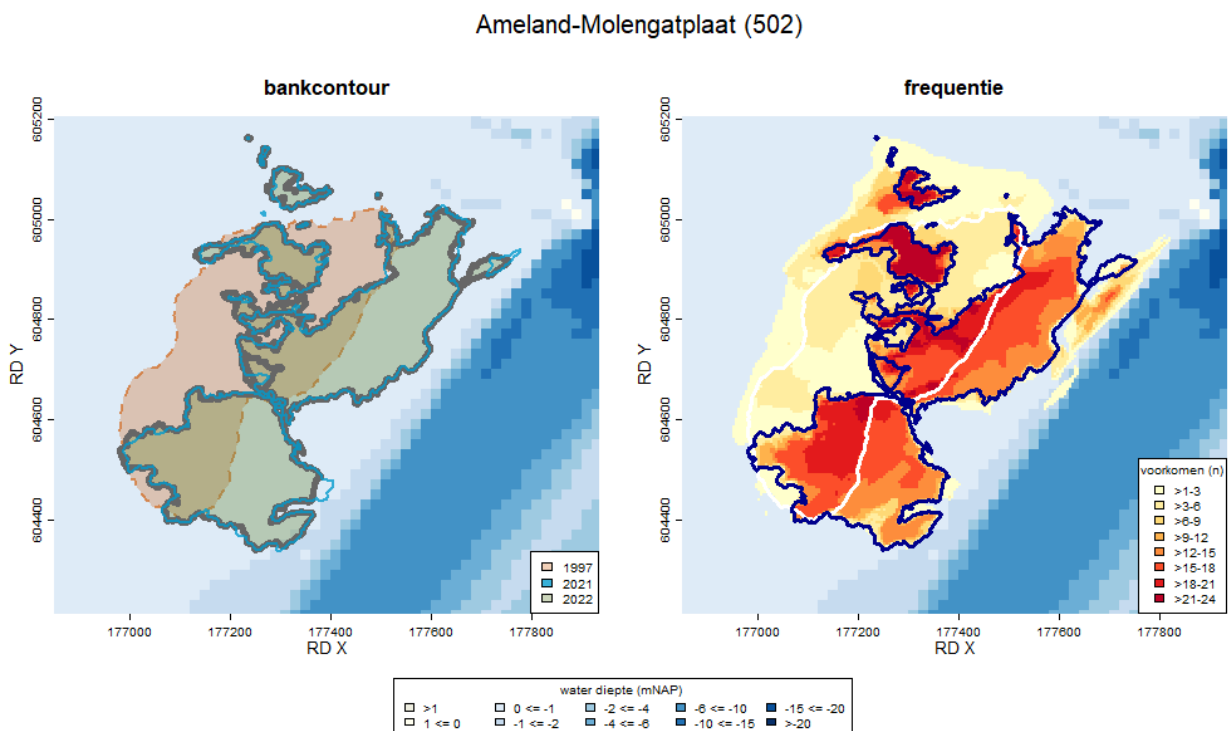 Ameland-Molengatplaat (502)
bankcontour
frequentie
RD Y
605200
605000
604800
604600
604400
177000 177200 177400 177600 177800
RD X
1997
2021
2022
RD Y
605200
605000
604800
604600
604400
177000 177200 177400 177600 177800
RD X
voorkomen (n)
>1-3
>3-6
>6-9
>9-12
>12-15
>15-18
>18-21
>21-24
water diepte (mNAP)
>1 0 <= -1 -2 <= -4 -6 <= -10 -15 <= -20
1 <= 0 -1 <= -2 -4 <= -6 -10 <= -15 >-20